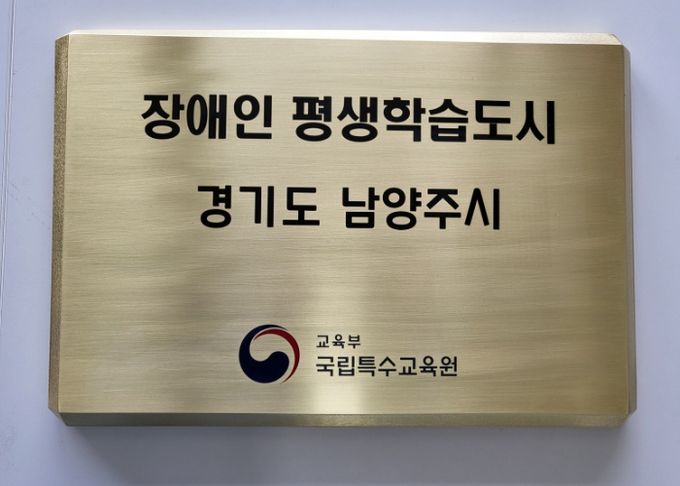 장애인 평생학습도시
경기도 남양주시
교육부
국립특수교육원